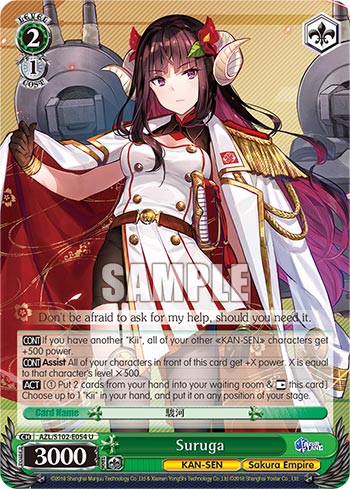 LEVEL
2
1
COST
SAMPLE
Don't be afraid to ask for my help, should you need it.
CONT If you have another "Kii", all of your other «KAN-SEN» characters get
+500 power.
CONT Assist All of your characters in front of this card get +X power. X is equal
to that character's level ×500.
ACT [① Put 2 cards from your hand into your waiting room & this card]
Choose up to 1 "Kii" in your hand, and put it on any position of your stage.
Card Name
駿河
CH AZL/S102-E054 U
POWER 3000
Suruga
KAN-SEN
Sakura Empire